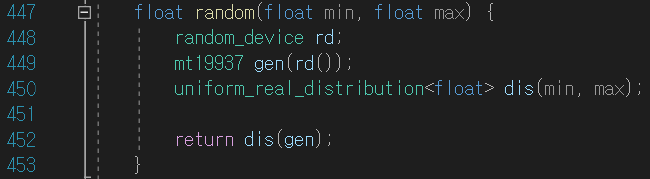 447 float random(float min, float max) {
448 random_device rd;
449 mt19937 gen(rd());
450 uniform_real_distribution<float> dis(min, max);
451
452 return dis(gen);
453 }